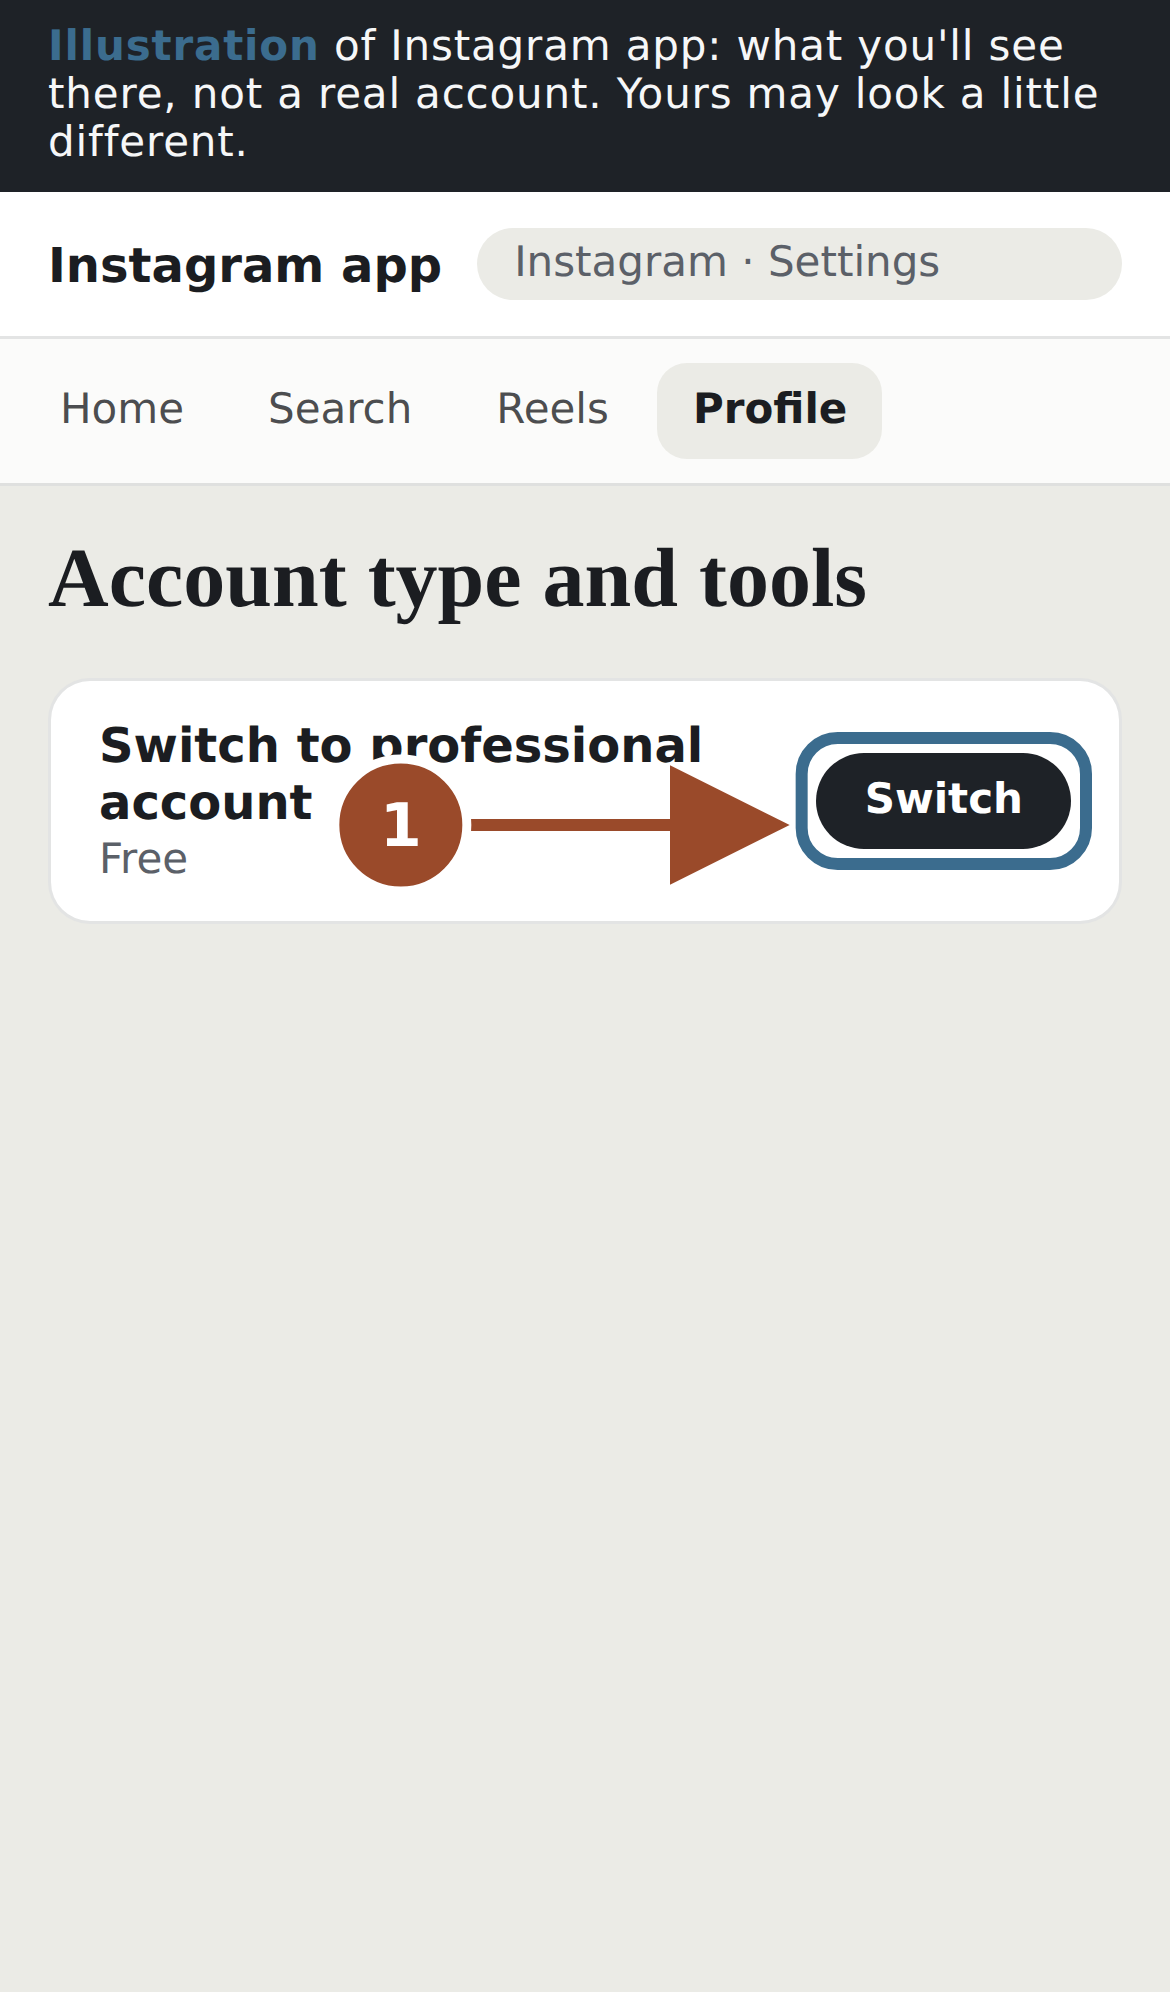 Illustration of Instagram app: what you'll see
there, not a real account. Yours may look a little
different.
Instagram app
Instagram · Settings
Home Search Reels Profile
Account type and tools
Switch to professional
account
Free
1
Switch